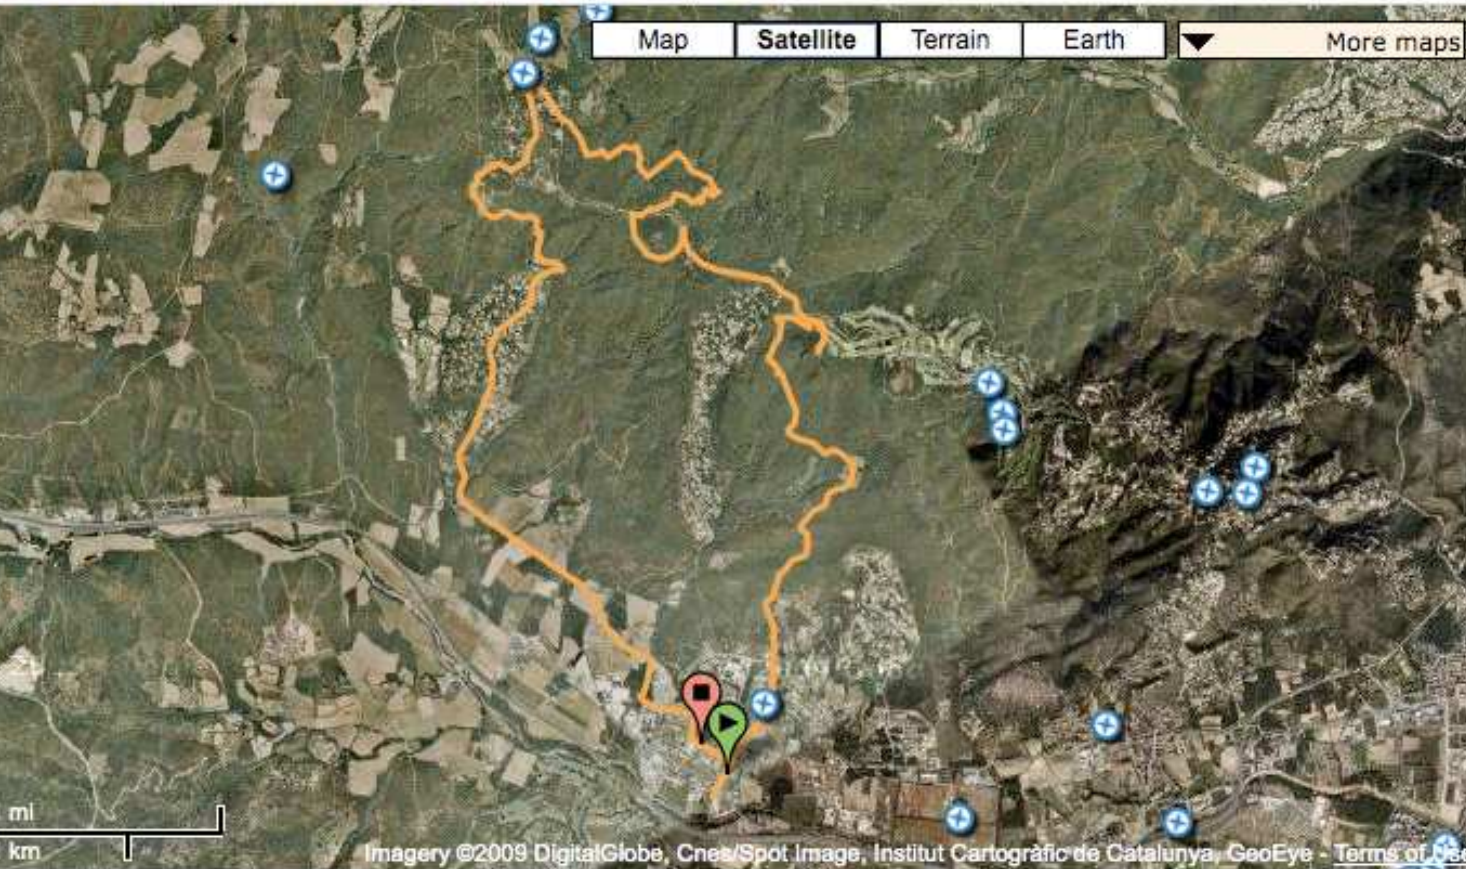 Map
Satellite
Terrain
Earth
More maps
mi
km
Imagery ©2009 DigitalGlobe, Cnes/Spot Image, Institut Cartogràfic de Catalunya, GeoEye - Terms of Use